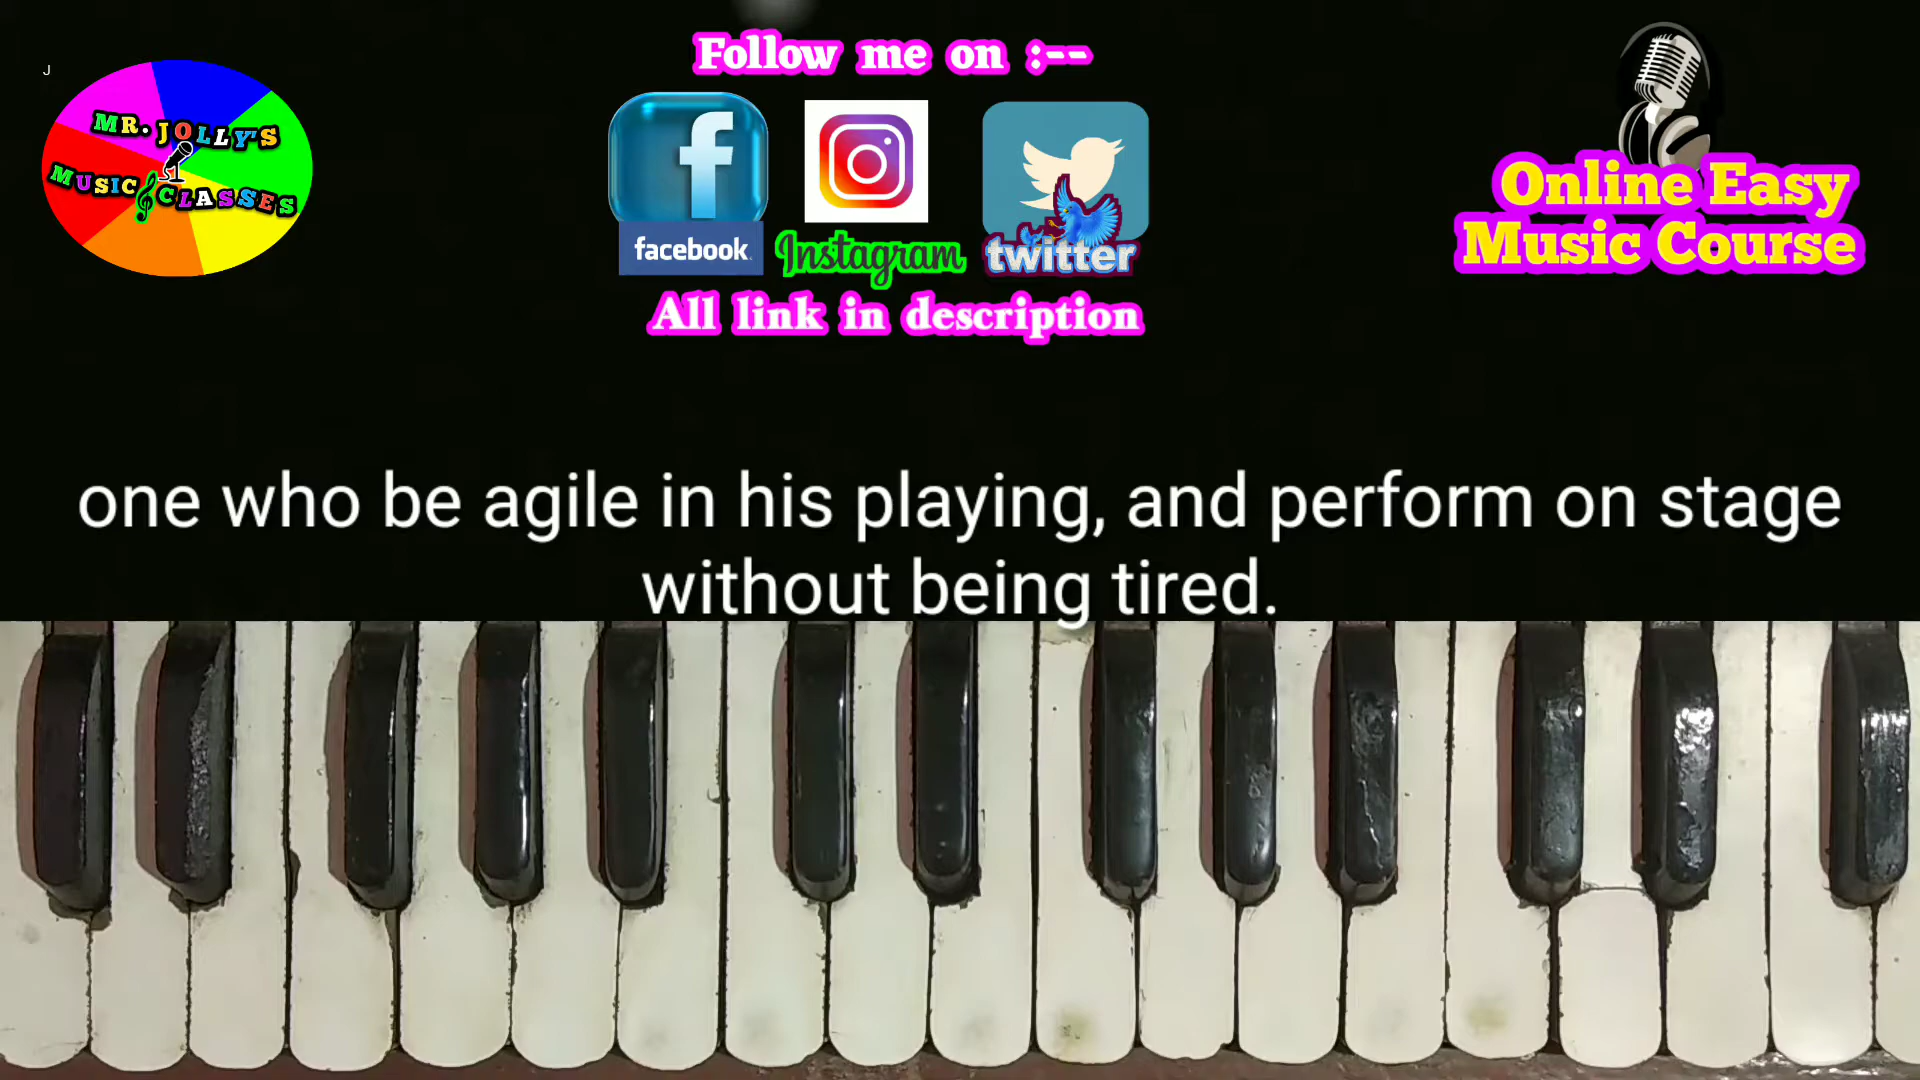 J
MR. JOLLY'S
MUSIC CLASSES
Follow me on :--
facebook
Instagram
twitter
All link in description
Online Easy
Music Course
one who be agile in his playing, and perform on stage
without being tired.